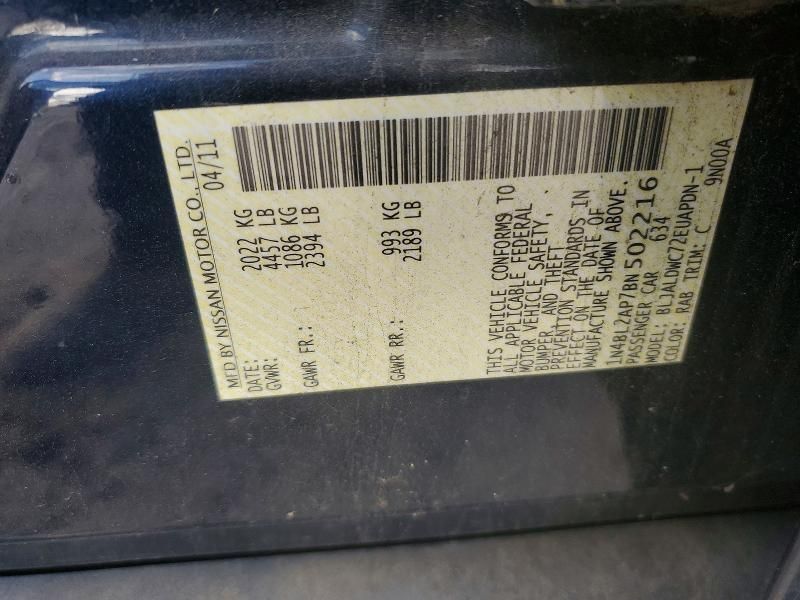 MFD BY NISSAN MOTOR CO., LTD.
DATE: 04/11
GVWR: 2022 KG
4457 LB
GAWR FR.: 1086 KG
2394 LB
GAWR RR.: 993 KG
2189 LB
THIS VEHICLE CONFORMS TO
ALL APPLICABLE FEDERAL
MOTOR VEHICLE SAFETY,
BUMPER, AND THEFT
PREVENTION STANDARDS IN
EFFECT ON THE DATE OF
MANUFACTURE SHOWN ABOVE.
1N4BL2AP7BN502216
PASSENGER CAR 634
MODEL: BLJALDWC72EUAPDN-1
COLOR: RAB TRIM: C 9N00A